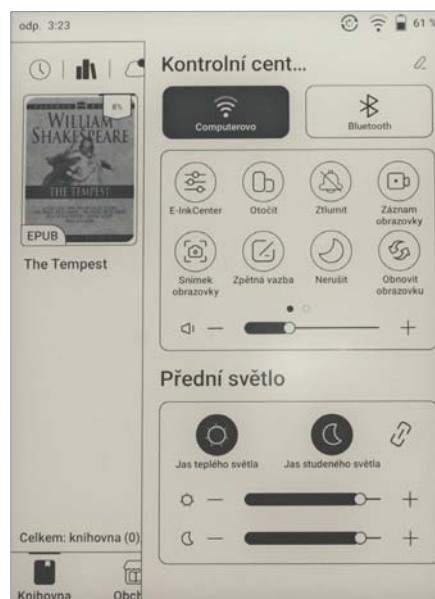 odp. 3:23
61 %
Kontrolní cent...
8%
WILLIAM
SHAKESPEARE
THE TEMPEST
EPUB
The Tempest
Computerovo
Bluetooth
E-InkCenter
Otočit
Ztlumit
Záznam
obrazovky
Snímek
obrazovky
Zpětná vazba
Nerušit
Obnovit
obrazovku
Přední světlo
Jas teplého světla
Jas studeného světla
Celkem: knihovna (0)
Knihovna
Obch